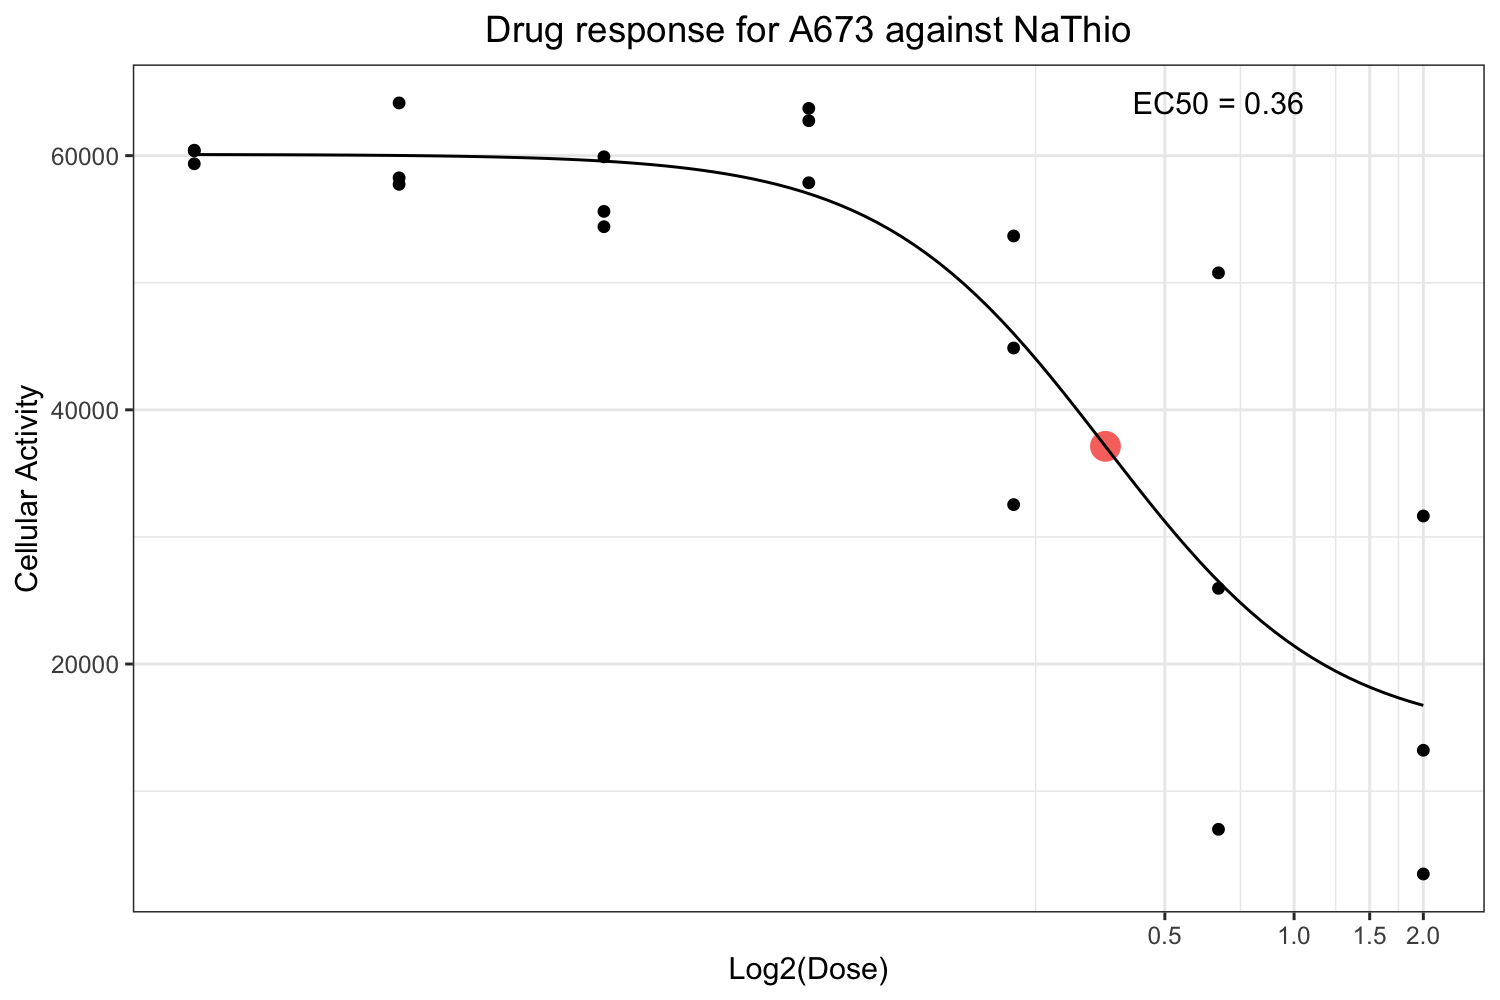 Drug response for A673 against NaThio
EC50 = 0.36
60000
40000
20000
Cellular Activity
0.5 1.0 1.5 2.0
Log2(Dose)